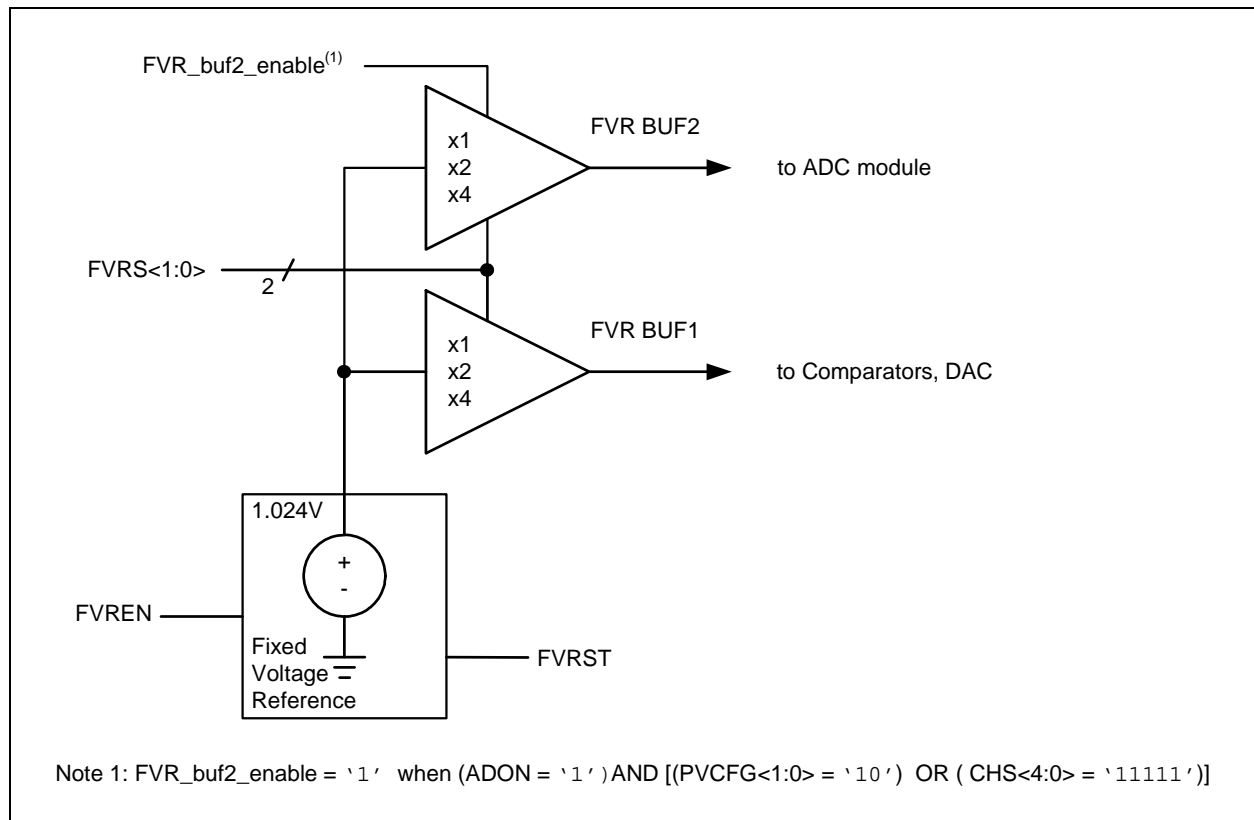 FVR_buf2_enable(1)
FVR BUF2
x1
x2
x4
to ADC module
FVRS<1:0>
2
FVR BUF1
x1
x2
x4
to Comparators, DAC
1.024V
+
-
FVREN
Fixed
Voltage
Reference
FVRST
Note 1: FVR_buf2_enable = ‘1’ when (ADON = ‘1’)AND [(PVCFG<1:0> = ‘10’) OR ( CHS<4:0> = ‘11111’)]